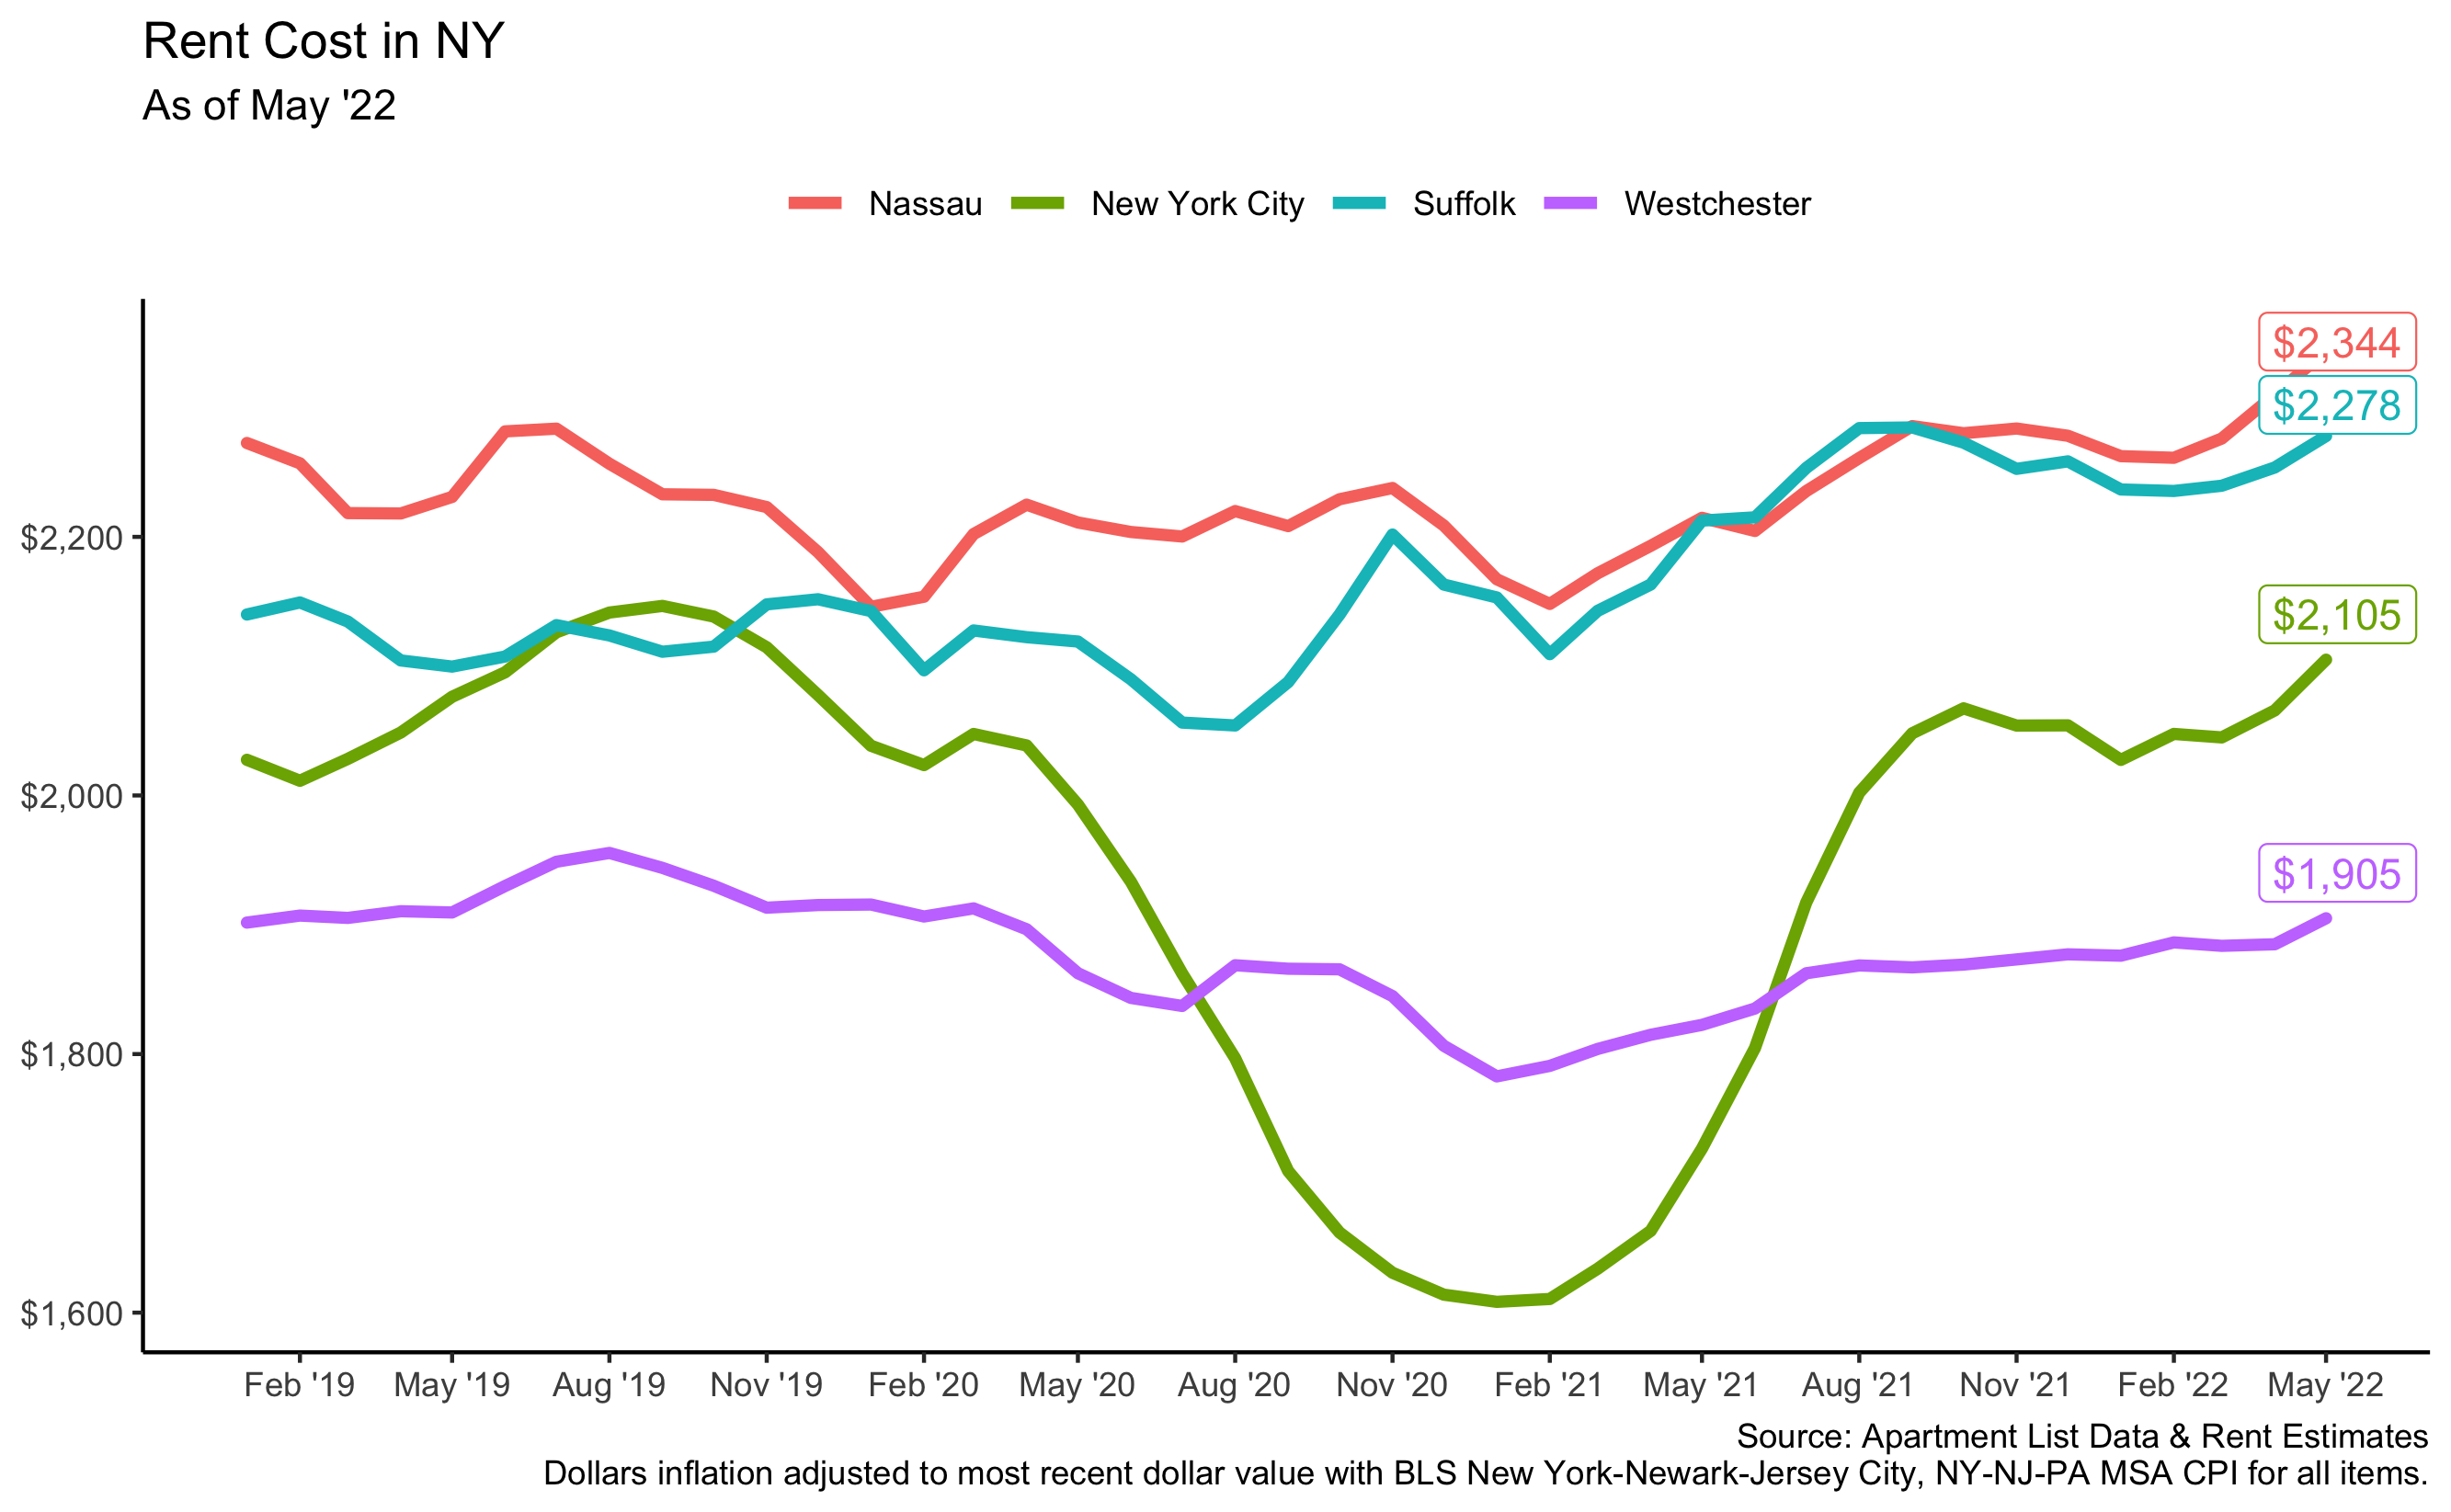 Rent Cost in NY
As of May '22
Nassau New York City Suffolk Westchester
$2,344
$2,278
$2,200
$2,105
$2,000
$1,905
$1,800
$1,600
Feb '19 May '19 Aug '19 Nov '19 Feb '20 May '20 Aug '20 Nov '20 Feb '21 May '21 Aug '21 Nov '21 Feb '22 May '22
Source: Apartment List Data & Rent Estimates
Dollars inflation adjusted to most recent dollar value with BLS New York-Newark-Jersey City, NY-NJ-PA MSA CPI for all items.